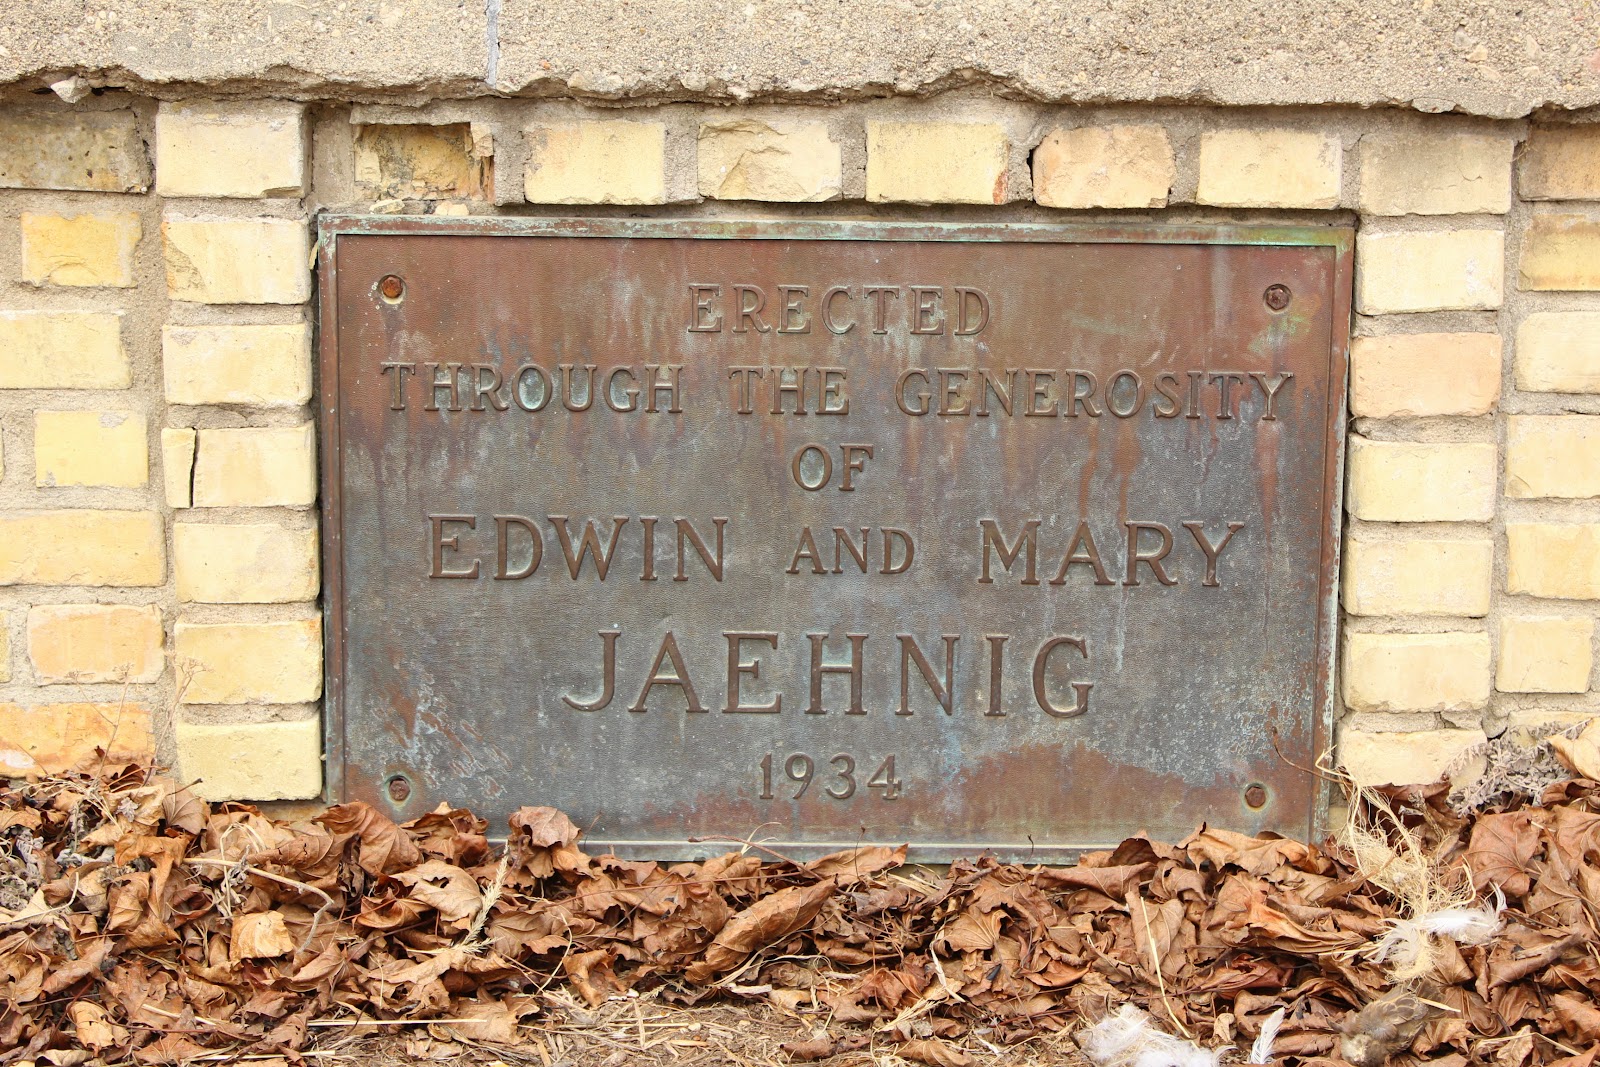 ERECTED
THROUGH THE GENEROSITY
OF
EDWIN AND MARY
JAEHNIG
1934